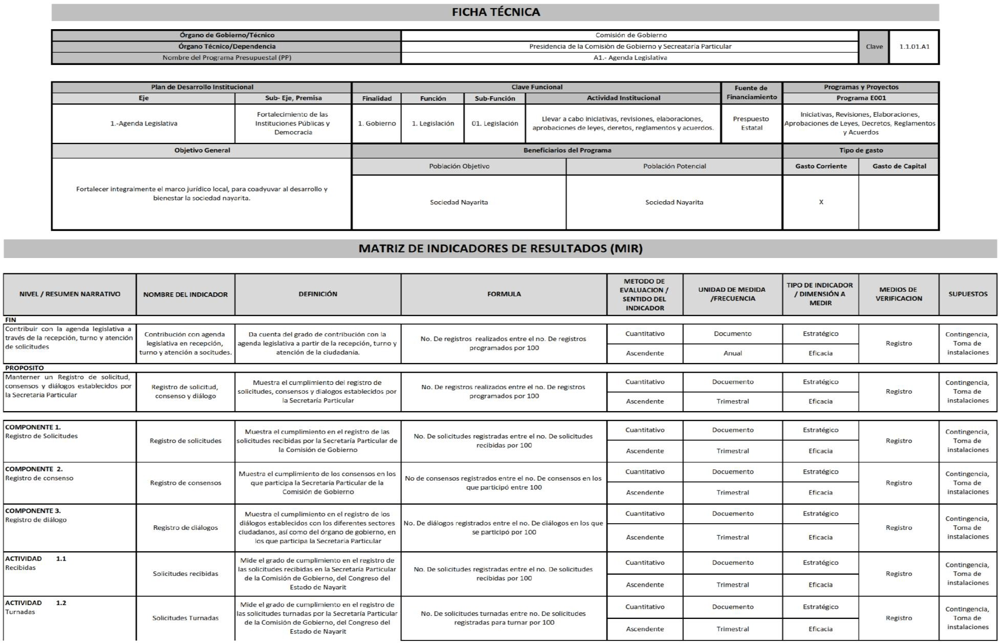 FICHA TÉCNICA
Órgano de Gobierno/Técnico
Comisión de Gobierno
Órgano Técnico/Dependencia
Presidencia de la Comisiòn de Gobierno y Secreataría Particular
Nombre del Programa Presupuestal (PP)
A1.- Agenda Legislativa
Clave
1.1.01.A1
Plan de Desarrollo Institucional
Clave Funcional
Fuente de
Financiamiento
Programas y Proyectos
Eje
Sub- Eje, Premisa
Finalidad
Función
Sub-Función
Actividad Institucional
Programa E001
1.-Agenda Legislativa
Fortalecimiento de las
Instituciones Públicas y
Democracia
1. Gobierno
1. Legislación
01. Legislación
Llevar a cabo iniciativas, revisiones, elaboraciones,
aprobaciones de leyes, deretos, reglamentos y acuerdos.
Prespuesto
Estatal
Iniciativas, Revisiones, Elaboraciones,
Aprobaciones de Leyes, Decretos, Reglamentos
y Acuerdos
Objetivo General
Beneficiarios del Programa
Tipo de gasto
Población Objetivo
Población Potencial
Gasto Corriente
Gasto de Capital
Fortalecer integralmente el marco jurídico local, para coadyuvar al desarrollo y
bienestar la sociedad nayarita.
Sociedad Nayarita
Sociedad Nayarita
X
MATRIZ DE INDICADORES DE RESULTADOS (MIR)
NIVEL / RESUMEN NARRATIVO
NOMBRE DEL INDICADOR
DEFINICIÓN
FORMULA
METODO DE
EVALUACION /
SENTIDO DEL
INDICADOR
UNIDAD DE MEDIDA
/FRECUENCIA
TIPO DE INDICADOR
/ DIMENSIÓN A
MEDIR
MEDIOS DE
VERIFICACION
SUPUESTOS
FIN
Contribuir con la agenda legislativa a
través de la recepción, turno y atención
de solicitudes
Contribución con agenda
legislativa en recepción,
turno y atención a socitudes.
Da cuenta del grado de contribución con la
agenda legislativa a partir de la recepción, turno y
atención de la ciudadanía.
No. De registros realizados entre el no. De registros
programados por 100
Cuantitativo
Ascendente
Documento
Anual
Estratégico
Eficacia
Registro
Contingencia,
Toma de
instalaciones
PROPOSITO
Manterner un Registro de solicitud,
consensos y diálogos establecidos por
la Secretaría Particular
Registro de solicitud,
consenso y diálogo
Muestra el cumplimiento del registro de
solicitudes, consensos y dialogos establecidos por
la Secretaría Particular
No. De registros realizados entre el no. De registros
programados por 100
Cuantitativo
Ascendente
Docuemento
Trimestral
Estratégico
Eficacia
Registro
Contingencia,
Toma de
instalaciones
COMPONENTE 1.
Registro de Solicitudes
Registro de solicitudes
Muestra el cumplimiento en el registro de las
solicitudes recibidas por la Secretaría Particular de
la Comisión de Gobierno
No. De solicitudes registradas entre el no. De solicitudes
recibidas por 100
Cuantitativo
Ascendente
Docuemento
Trimestral
Estratégico
Eficacia
Registro
Contingencia,
Toma de
instalaciones
COMPONENTE 2.
Registro de consenso
Registro de consensos
Muestra el cumplimiento de los consensos en los
que participa la Secretaría Particular de la
Comisión de Gobierno
No de consensos registrados entre el no. De consensos en los
que participó entre 100
Cuantitativo
Ascendente
Docuemento
Trimestral
Estratégico
Eficacia
Registro
Contingencia,
Toma de
instalaciones
COMPONENTE 3.
Registro de diálogo
Registro de diálogos
Muestra el cumplimiento en el registro de los
diálogos establecidos con los diferentes sectores
ciudadanos, así como del órgano de gobierno, en
los que participa la Secretaría Particular
No. De diálogos registrados entre el no. De diálogos en los que
se participó por 100
Cuantitativo
Ascendente
Docuemento
Trimestral
Estratégico
Eficacia
Registro
Contingencia,
Toma de
instalaciones
ACTIVIDAD 1.1
Recibidas
Solicitudes recibidas
Mide el grado de cumplimiento en el registro de
las solicitudes recibidas en la Secretaría Particular
de la Comisión de Gobierno, del Congreso del
Estado de Nayarit
No. De solicitudes registradas entre el no. De solicitudes
recibidas por 100
Cuantitativo
Ascendente
Docuemento
Trimestral
Estratégico
Eficacia
Registro
Contingencia,
Toma de
instalaciones
ACTIVIDAD 1.2
Turnadas
Solicitudes Turnadas
Mide el grado de cumplimiento en el registro de
las solicitudes turnadas por la Secretaría Particular
de la Comisión de Gobierno, del Congreso del
Estado de Nayarit
No. De solicitudes turnadas entre no. De solicitudes
registradas para turnar por 100
Cuantitativo
Ascendente
Docuemento
Trimestral
Estratégico
Eficacia
Registro
Contingencia,
Toma de
instalaciones